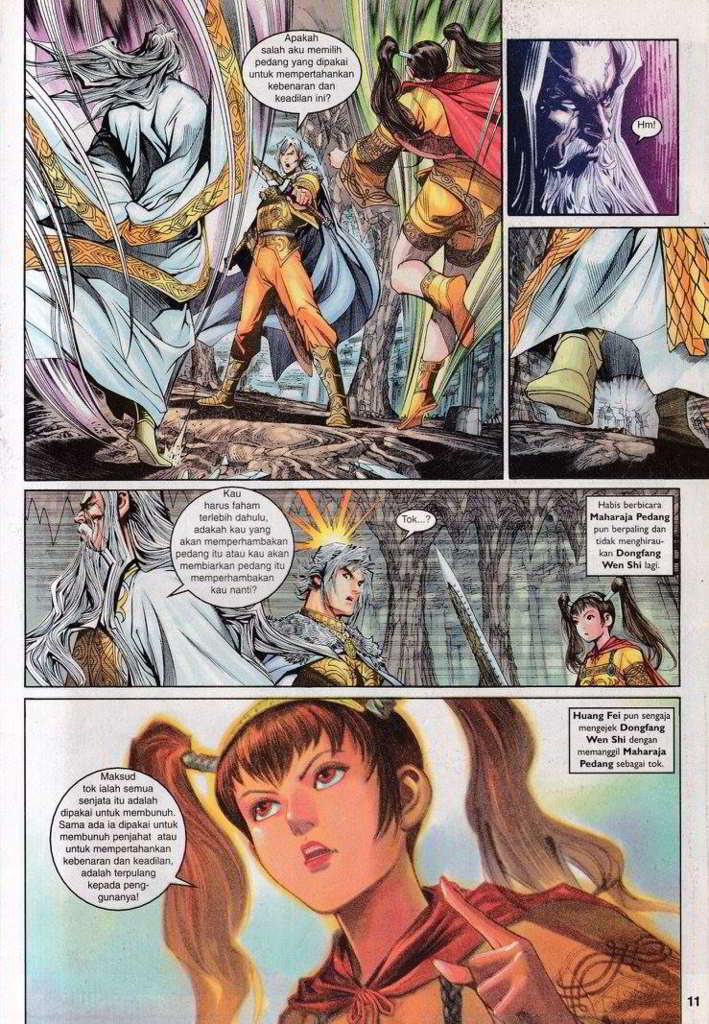 Apakah
salah aku memilih
pedang yang dipakai
untuk mempertahankan
kebenaran dan
keadilan ini?
Hm!
Kau
harus faham
terlebih dahulu,
adakah kau yang
akan memperhambakan
pedang itu atau kau akan
membiarkan pedang itu
memperhambakan
kau nanti?
Tok...?
Habis berbicara
Maharaja Pedang
pun berpaling dan
tidak menghirau-
kan Dongfang
Wen Shi lagi.
Huang Fei pun sengaja
mengejek Dongfang
Wen Shi dengan
memanggil Maharaja
Pedang sebagai tok.
Maksud
tok ialah semua
senjata itu adalah
dipakai untuk membunuh.
Sama ada ia dipakai untuk
membunuh penjahat atau
untuk mempertahankan
kebenaran dan keadilan,
adalah terpulang
kepada peng-
gunanya!
11